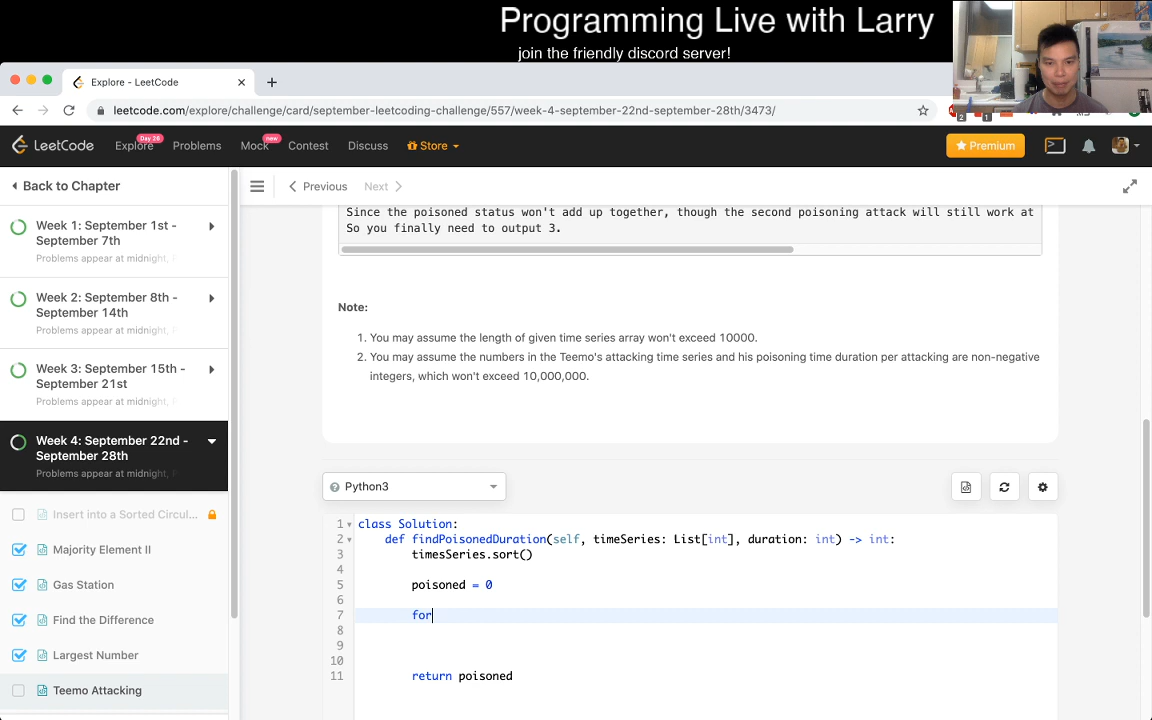 Programming Live with Larry
join the friendly discord server!
Explore - LeetCode
leetcode.com/explore/challenge/card/september-leetcoding-challenge/557/week-4-september-22nd-september-28th/3473/
2
1
LeetCode
Explore
Problems
Mock
new
Contest
Discuss
Store
Premium
Back to Chapter
Previous
Next
Week 1: September 1st -
September 7th
Problems appear at midnight,
Week 2: September 8th -
September 14th
Problems appear at midnight,
Week 3: September 15th -
September 21st
Problems appear at midnight,
Week 4: September 22nd -
September 28th
Problems appear at midnight,
Insert into a Sorted Circul...
Majority Element II
Gas Station
Find the Difference
Largest Number
Teemo Attacking
Since the poisoned status won't add up together, though the second poisoning attack will still work at
So you finally need to output 3.
Note:
1. You may assume the length of given time series array won't exceed 10000.
2. You may assume the numbers in the Teemo's attacking time series and his poisoning time duration per attacking are non-negative
integers, which won't exceed 10,000,000.
Python3
1 class Solution:
2 def findPoisonedDuration(self, timeSeries: List[int], duration: int) -> int:
3 timesSeries.sort()
4
5 poisoned = 0
6
7 for
8
9
10
11 return poisoned